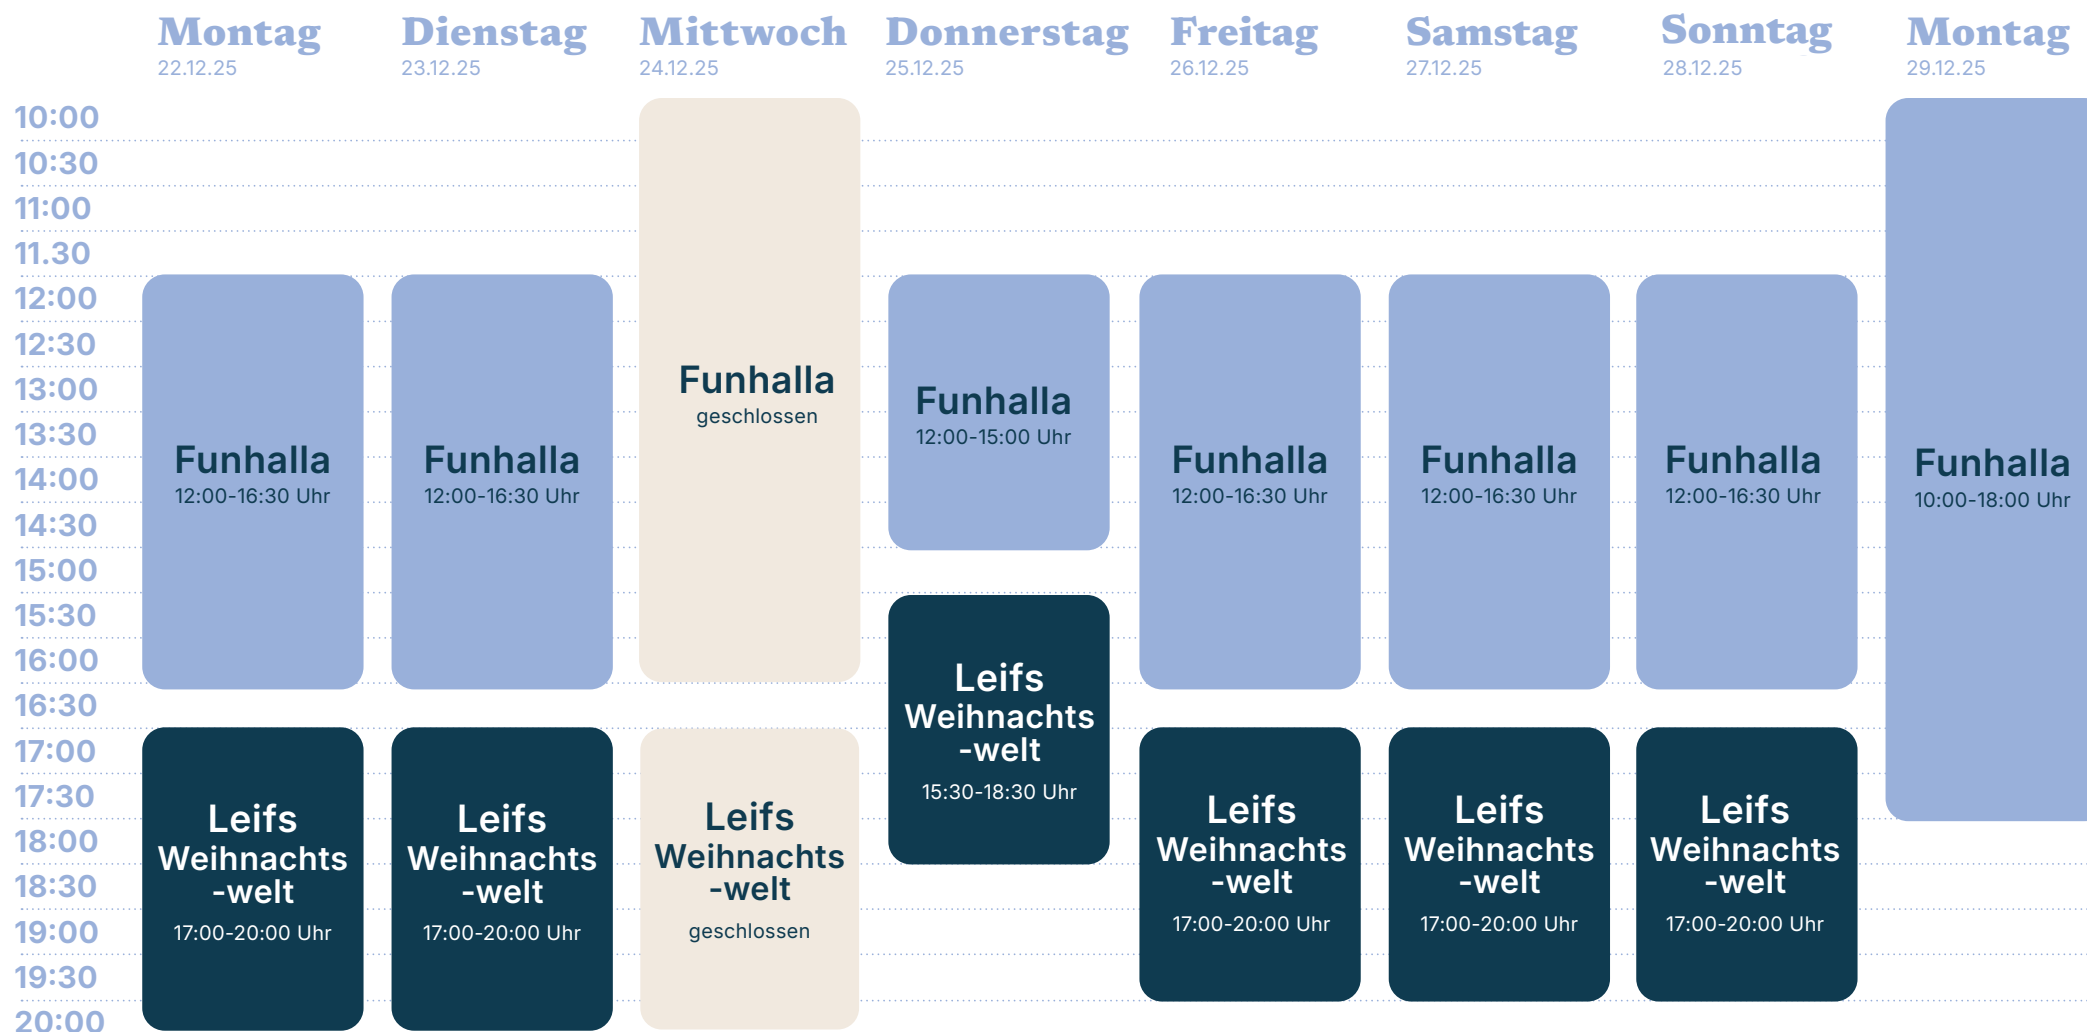 Montag
22.12.25
Dienstag
23.12.25
Mittwoch
24.12.25
Donnerstag
25.12.25
Freitag
26.12.25
Samstag
27.12.25
Sonntag
28.12.25
Montag
29.12.25
10:00
10:30
11:00
11.30
12:00
12:30
13:00
13:30
14:00
14:30
15:00
15:30
16:00
16:30
17:00
17:30
18:00
18:30
19:00
19:30
20:00
Funhalla
12:00-16:30 Uhr
Leifs
Weihnachts
-welt
17:00-20:00 Uhr
Funhalla
12:00-16:30 Uhr
Leifs
Weihnachts
-welt
17:00-20:00 Uhr
Funhalla
geschlossen
Leifs
Weihnachts
-welt
geschlossen
Funhalla
12:00-15:00 Uhr
Leifs
Weihnachts
-welt
15:30-18:30 Uhr
Funhalla
12:00-16:30 Uhr
Leifs
Weihnachts
-welt
17:00-20:00 Uhr
Funhalla
12:00-16:30 Uhr
Leifs
Weihnachts
-welt
17:00-20:00 Uhr
Funhalla
12:00-16:30 Uhr
Leifs
Weihnachts
-welt
17:00-20:00 Uhr
Funhalla
10:00-18:00 Uhr